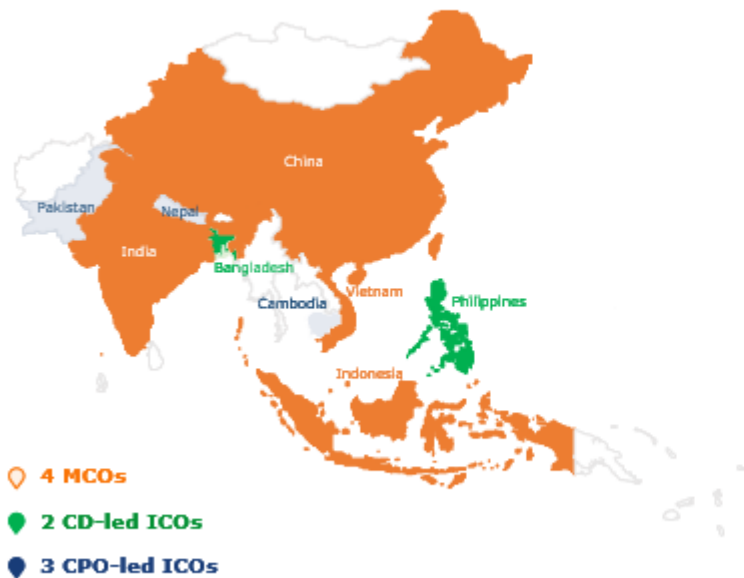 China
Pakistan
Nepal
India
Bangladesh
Vietnam
Cambodia
Philippines
Indonesia
4 MCOs
2 CD-led ICOs
3 CPO-led ICOs